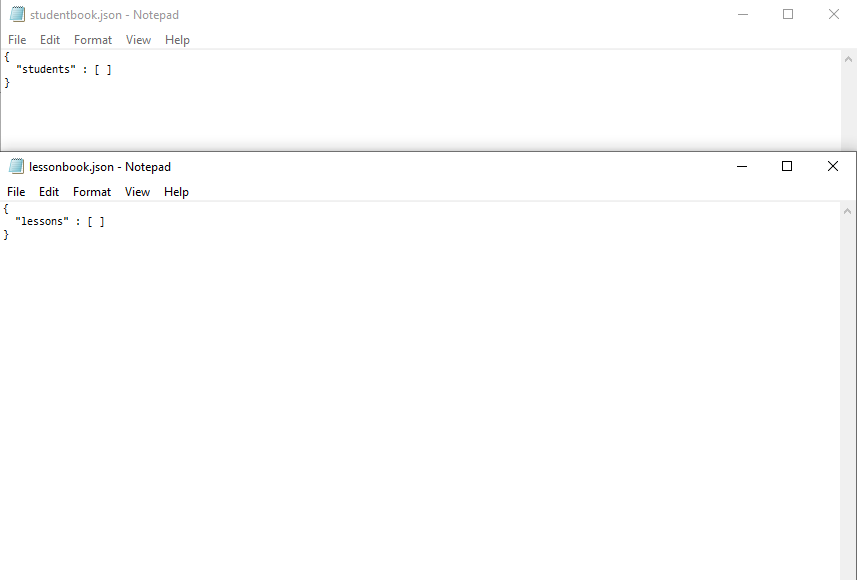 studentbook.json - Notepad
File Edit Format View Help
{
  "students" : [ ]
}
lessonbook.json - Notepad
File Edit Format View Help
{
  "lessons" : [ ]
}